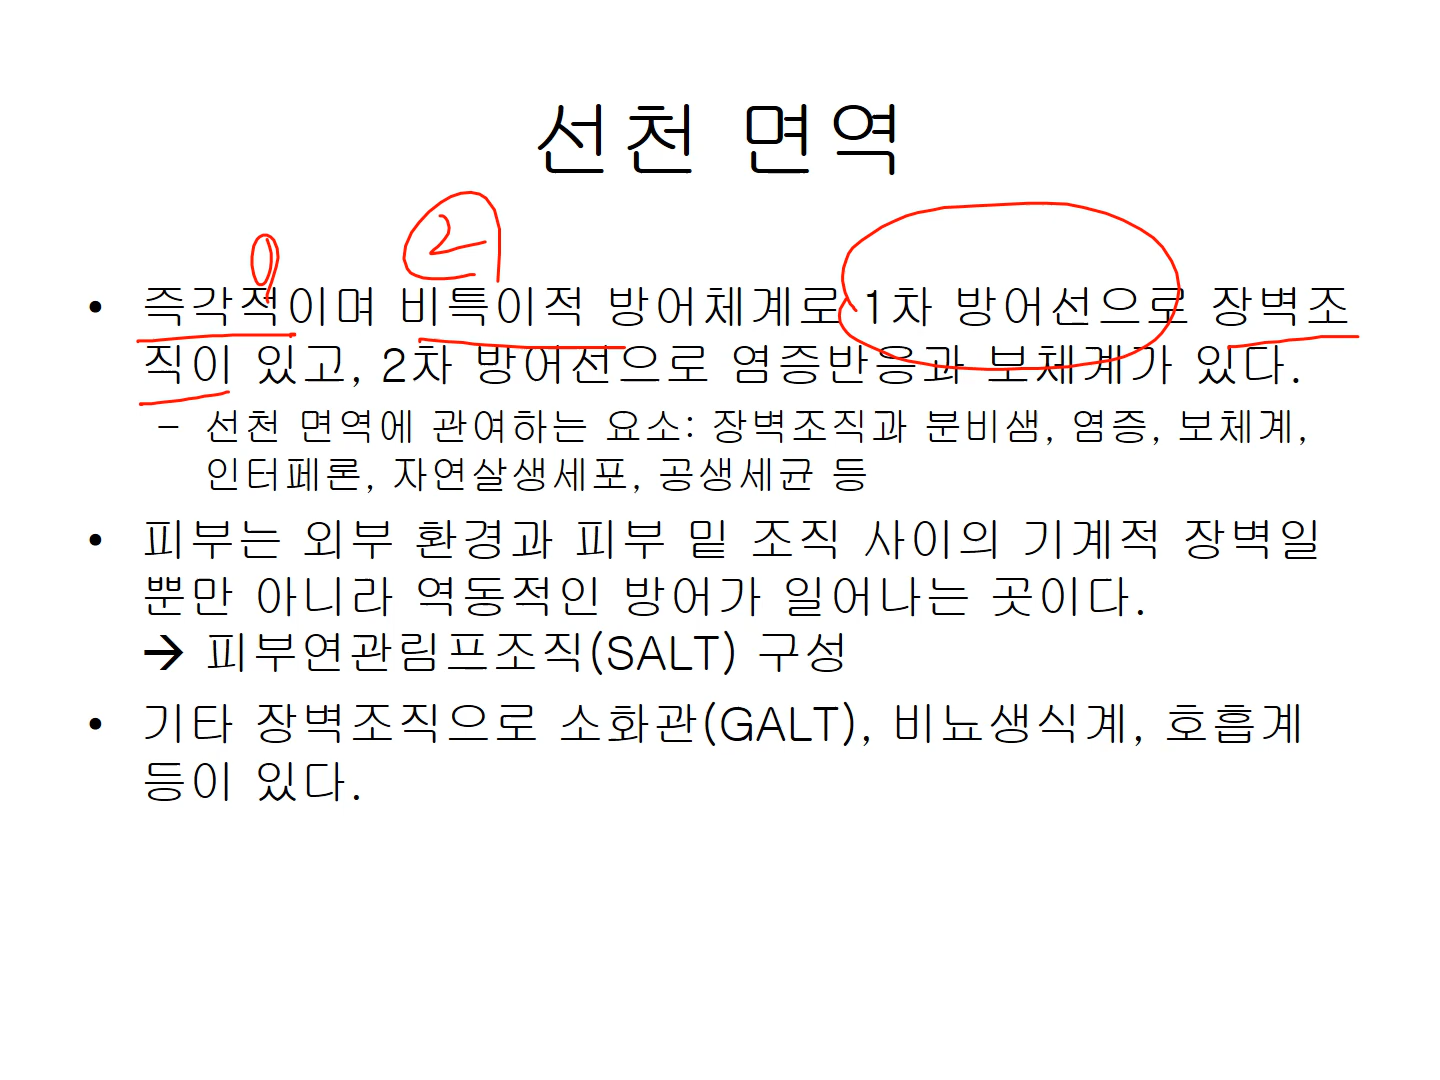 선천 면역
2
• 즉각적이며 비특이적 방어체계로 1차 방어선으로 장벽조
직이 있고, 2차 방어선으로 염증반응과 보체계가 있다.
– 선천 면역에 관여하는 요소: 장벽조직과 분비샘, 염증, 보체계,
인터페론, 자연살생세포, 공생세균 등
• 피부는 외부 환경과 피부 밑 조직 사이의 기계적 장벽일
뿐만 아니라 역동적인 방어가 일어나는 곳이다.
→ 피부연관림프조직(SALT) 구성
• 기타 장벽조직으로 소화관(GALT), 비뇨생식계, 호흡계
등이 있다.